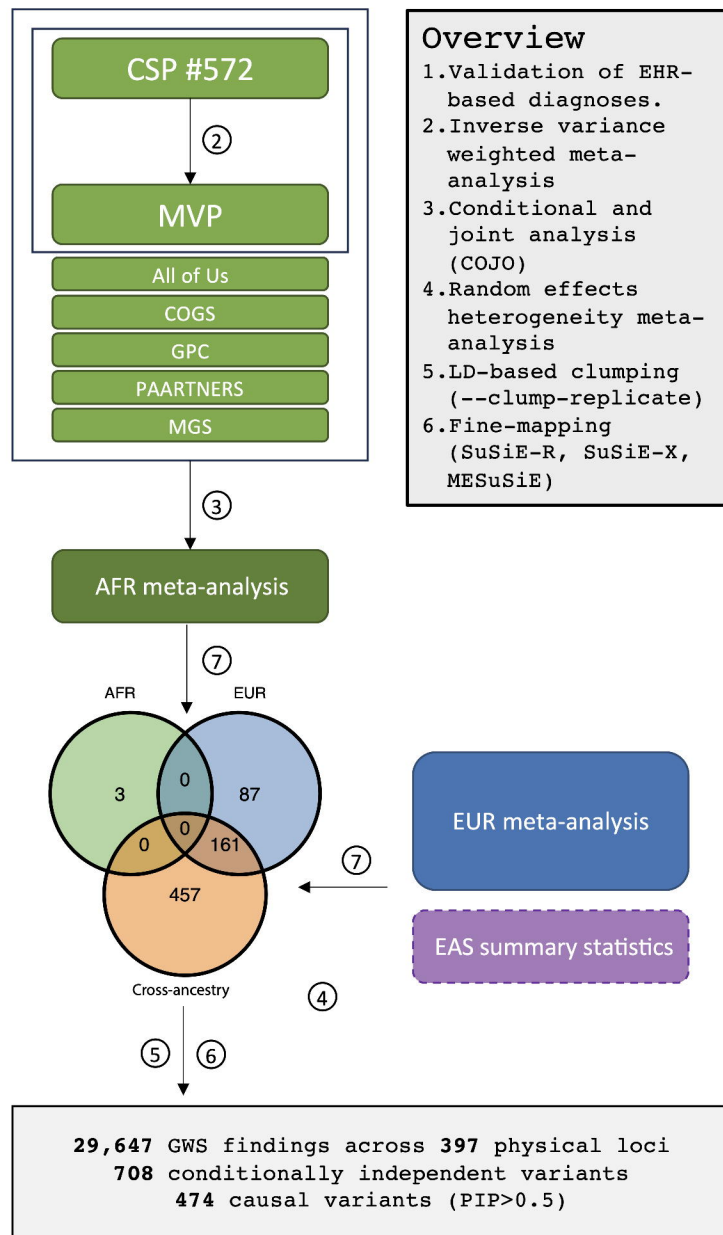 CSP #572
②
MVP
All of Us
COGS
GPC
PAARTNERS
MGS
Overview
1.Validation of EHR-
based diagnoses.
2.Inverse variance
weighted meta-
analysis
3.Conditional and
joint analysis
(COJO)
4.Random effects
heterogeneity meta-
analysis
5.LD-based clumping
(--clump-replicate)
6.Fine-mapping
(SuSiE-R, SuSiE-X,
MESuSiE)
③
AFR meta-analysis
⑦
AFR
EUR
3
0
87
0
0
161
457
Cross-ancestry
EUR meta-analysis
⑦
EAS summary statistics
④
⑤
⑥
29,647 GWS findings across 397 physical loci
708 conditionally independent variants
474 causal variants (PIP>0.5)